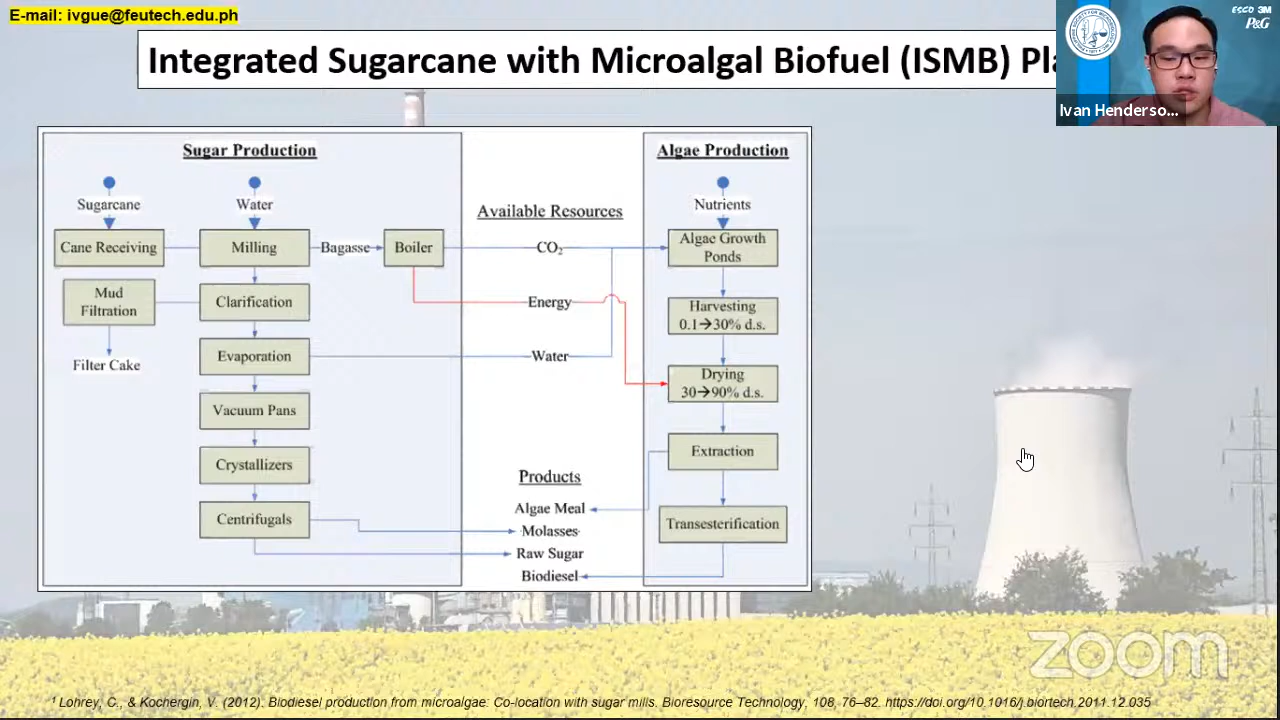 E-mail: ivgue@feutech.edu.ph
Integrated Sugarcane with Microalgal Biofuel (ISMB)
ESCO 3M
P&G
Ivan Henderso...
Sugar Production
Sugarcane
Water
Cane Receiving
Milling
Bagasse
Boiler
Mud
Filtration
Clarification
Filter Cake
Evaporation
Vacuum Pans
Crystallizers
Centrifugals
Available Resources
CO₂
Energy
Water
Products
Algae Meal
Molasses
Raw Sugar
Biodiesel
Algae Production
Nutrients
Algae Growth
Ponds
Harvesting
0.1→30% d.s.
Drying
30→90% d.s.
Extraction
Transesterification
zoom
¹ Lohrey, C., & Kochergin, V. (2012). Biodiesel production from microalgae: Co-location with sugar mills. Bioresource Technology, 108, 76–82. https://doi.org/10.1016/j.biortech.2011.12.035